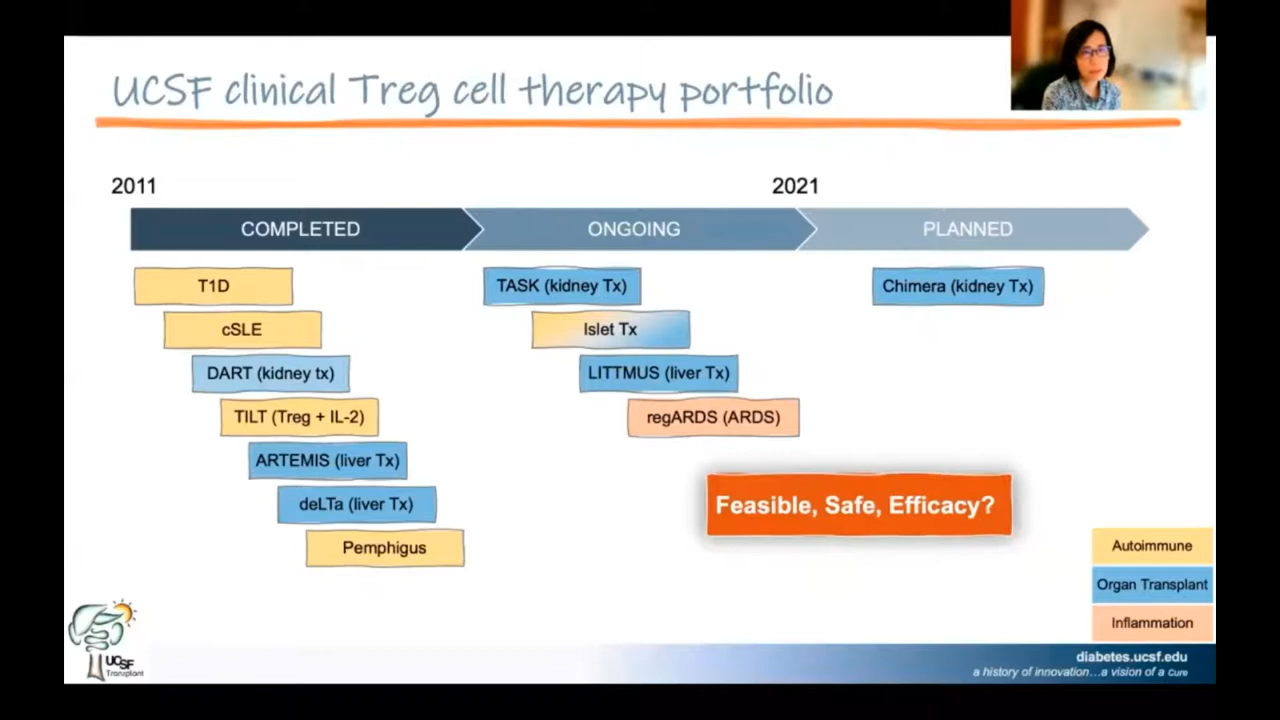 UCSF clinical Treg cell therapy portfolio
2011
2021
COMPLETED
ONGOING
PLANNED
T1D
TASK (kidney Tx)
Chimera (kidney Tx)
cSLE
Islet Tx
DART (kidney tx)
LITTMUS (liver Tx)
TILT (Treg + IL-2)
regARDS (ARDS)
ARTEMIS (liver Tx)
deLTa (liver Tx)
Feasible, Safe, Efficacy?
Pemphigus
Autoimmune
Organ Transplant
Inflammation
UCSF
Transplant
diabetes.ucsf.edu
a history of innovation...a vision of a cure